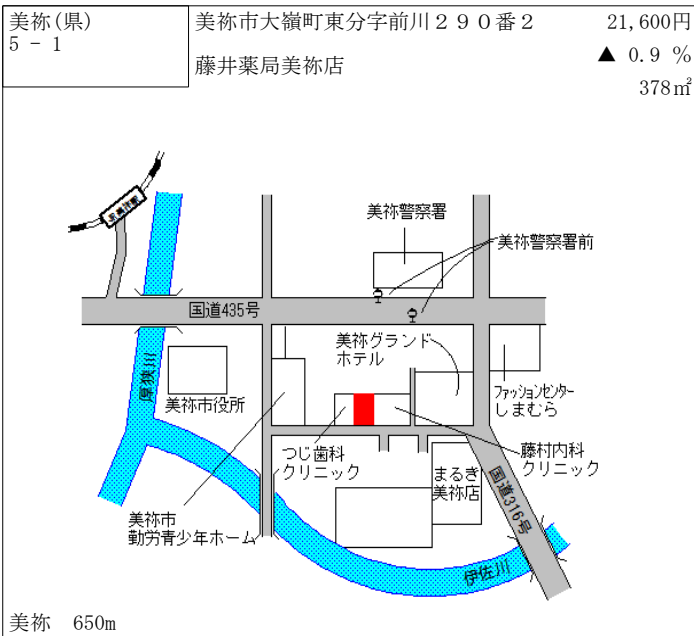 美祢(県)
5 - 1
美祢市大嶺町東分字前川２９０番２
藤井薬局美祢店
21,600円
▲ 0.9 %
378㎡
JR美祢駅
美祢警察署
美祢警察署前
国道435号
美祢グランド
ホテル
厚狭川
美祢市役所
ファッションセンター
しまむら
つじ歯科
クリニック
藤村内科
クリニック
まるき
美祢店
国道316号
美祢市
勤労青少年ホーム
伊佐川
美祢 650m